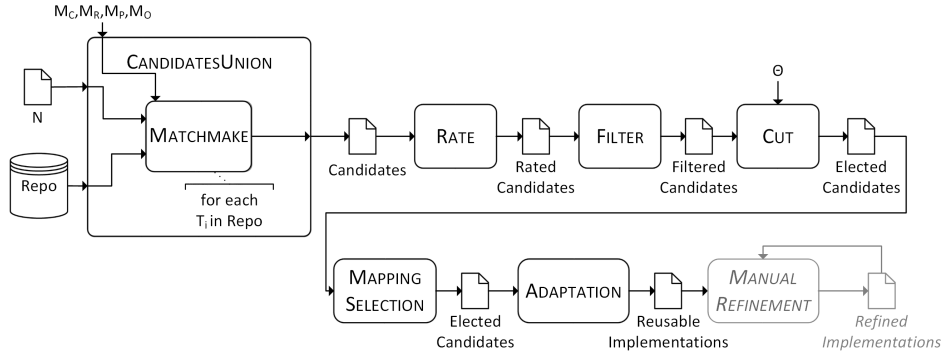 M_C,M_R,M_P,M_O
CANDIDATESUNION
N
MATCHMAKE
Repo
for each
T_i in Repo
Candidates
RATE
Rated
Candidates
FILTER
Filtered
Candidates
Θ
CUT
Elected
Candidates
MAPPING
SELECTION
Elected
Candidates
ADAPTATION
Reusable
Implementations
MANUAL
REFINEMENT
Refined
Implementations